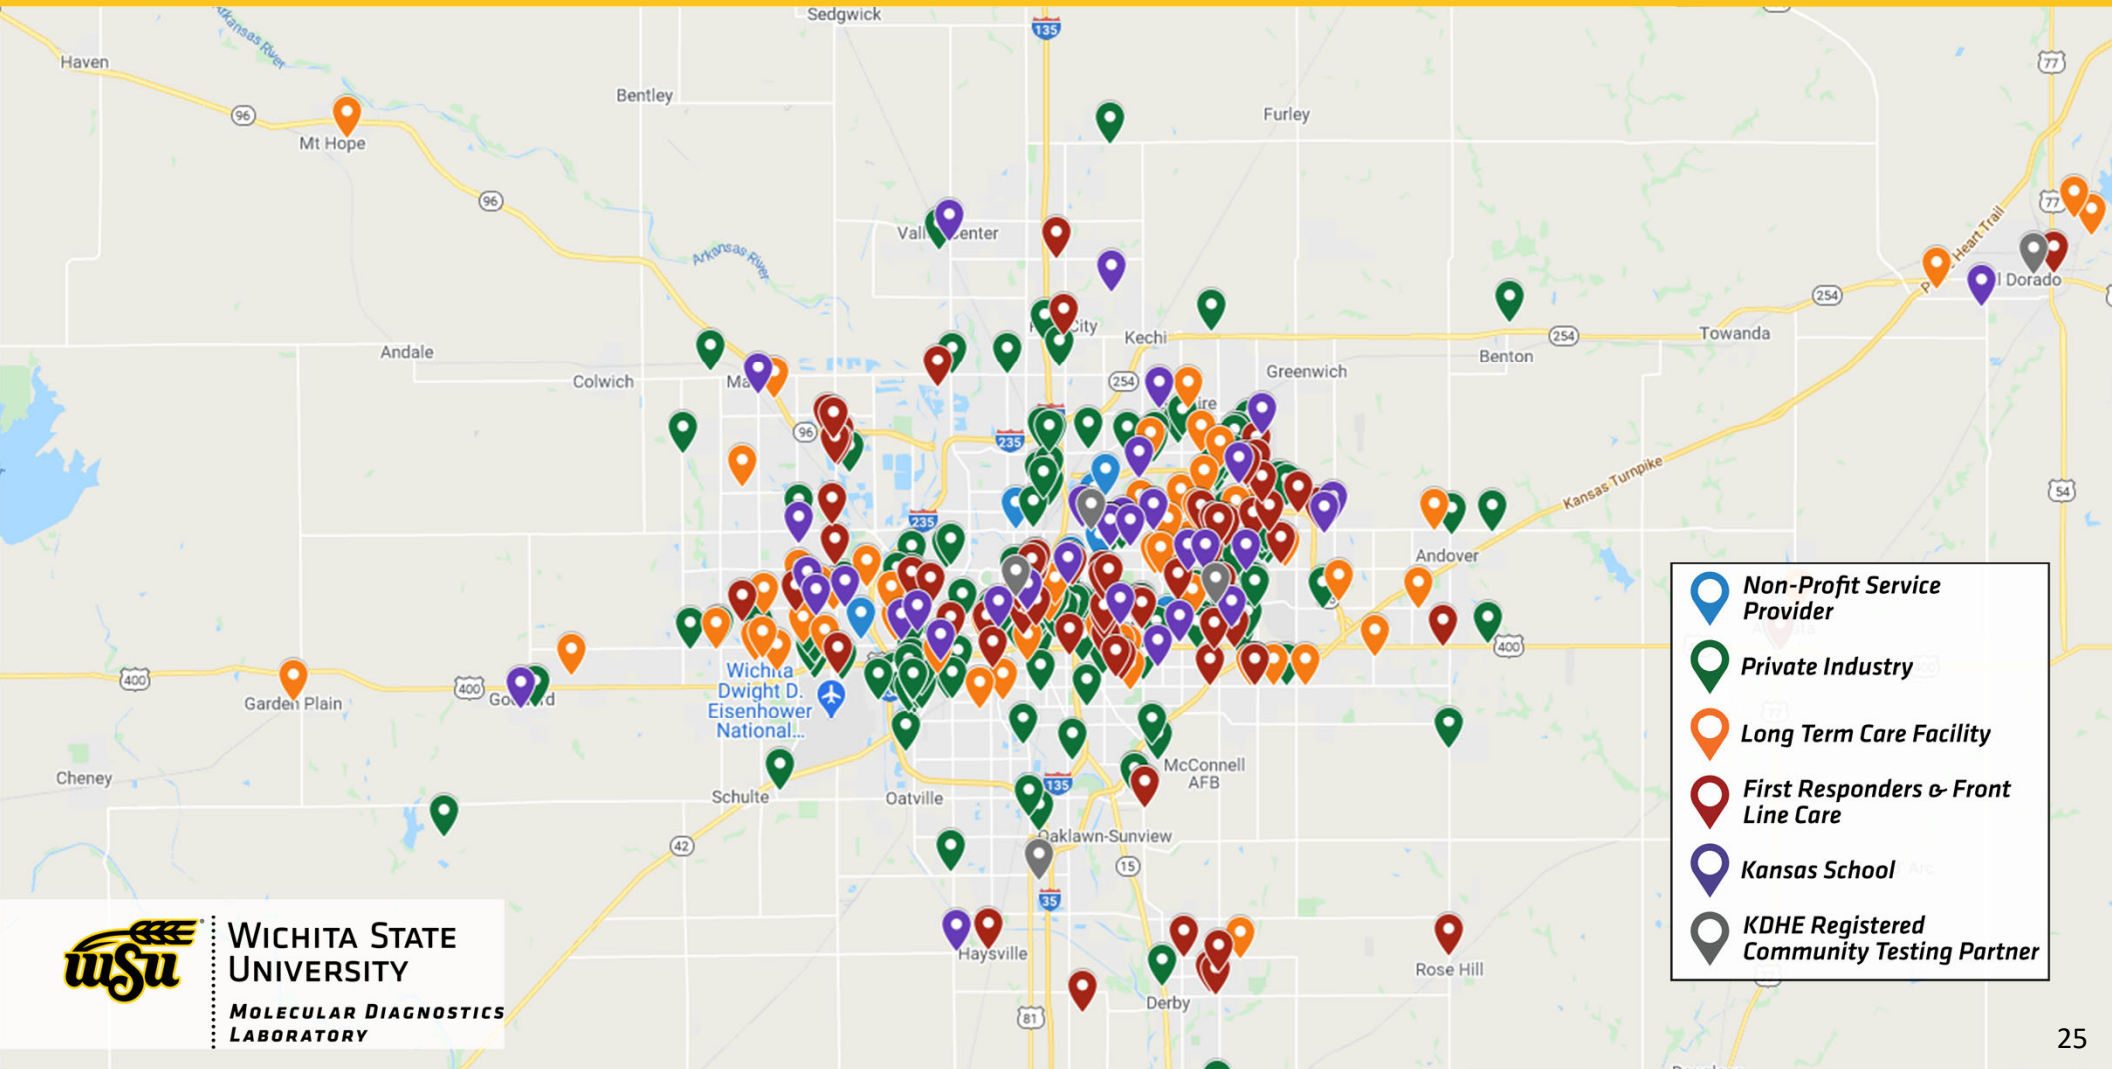 Sedgwick
135
Arkansas River
Haven
77
Bentley
96
Furley
Mt Hope
96
77
Heart Trail
Arkansas River
254
Kechi
254
Towanda
Andale
Benton
Colwich
254
Greenwich
96
235
Kansas Turnpike
54
235
Andover
400
400
Garden Plain
400
Wichita
Dwight D.
Eisenhower
National...
McConnell
AFB
Cheney
135
Schulte
Oatville
Oaklawn-Sunview
42
15
35
Haysville
Rose Hill
Derby
81
Non-Profit Service
Provider
Private Industry
Long Term Care Facility
First Responders & Front
Line Care
Kansas School
KDHE Registered
Community Testing Partner
WSU
WICHITA STATE
UNIVERSITY
MOLECULAR DIAGNOSTICS
LABORATORY
25